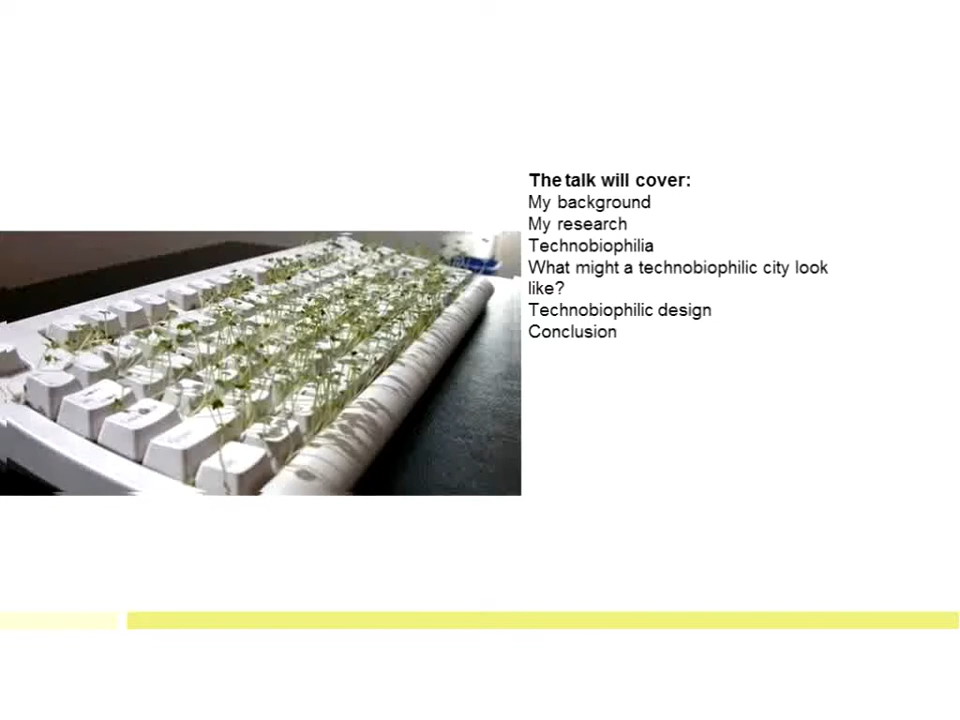 The talk will cover:
My background
My research
Technobiophilia
What might a technobiophilic city look
like?
Technobiophilic design
Conclusion